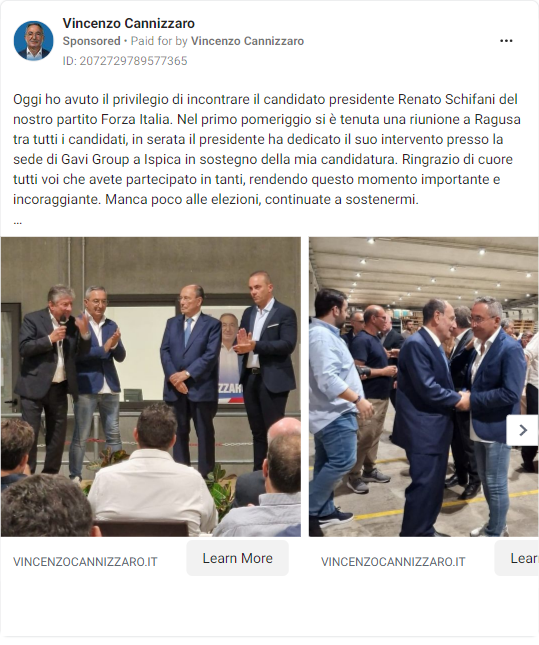 Vincenzo Cannizzaro
Sponsored • Paid for by Vincenzo Cannizzaro
ID: 2072729789577365
Oggi ho avuto il privilegio di incontrare il candidato presidente Renato Schifani del
nostro partito Forza Italia. Nel primo pomeriggio si è tenuta una riunione a Ragusa
tra tutti i candidati, in serata il presidente ha dedicato il suo intervento presso la
sede di Gavi Group a Ispica in sostegno della mia candidatura. Ringrazio di cuore
tutti voi che avete partecipato in tanti, rendendo questo momento importante e
incoraggiante. Manca poco alle elezioni, continuate a sostenermi.
...
NIZZARO
VINCENZOCANNIZZARO.IT
Learn More
VINCENZOCANNIZZARO.IT
Lear